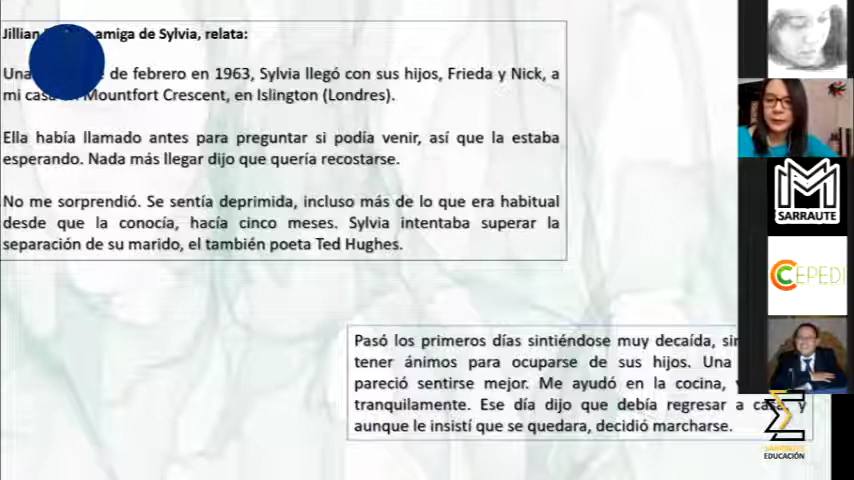 Jillian amiga de Sylvia, relata:
Una de febrero en 1963, Sylvia llegó con sus hijos, Frieda y Nick, a
mi casa Mountfort Crescent, en Islington (Londres).
Ella había llamado antes para preguntar si podía venir, así que la estaba
esperando. Nada más llegar dijo que quería recostarse.
No me sorprendió. Se sentía deprimida, incluso más de lo que era habitual
desde que la conocía, hacía cinco meses. Sylvia intentaba superar la
separación de su marido, el también poeta Ted Hughes.
Pasó los primeros días sintiéndose muy decaída,
tener ánimos para ocuparse de sus hijos. Una
pareció sentirse mejor. Me ayudó en la cocina,
tranquilamente. Ese día dijo que debía regresar a casa, y
aunque le insistí que se quedara, decidió marcharse.
SARRAUTE
CEPEDI
SARRAUTE
EDUCACIÓN